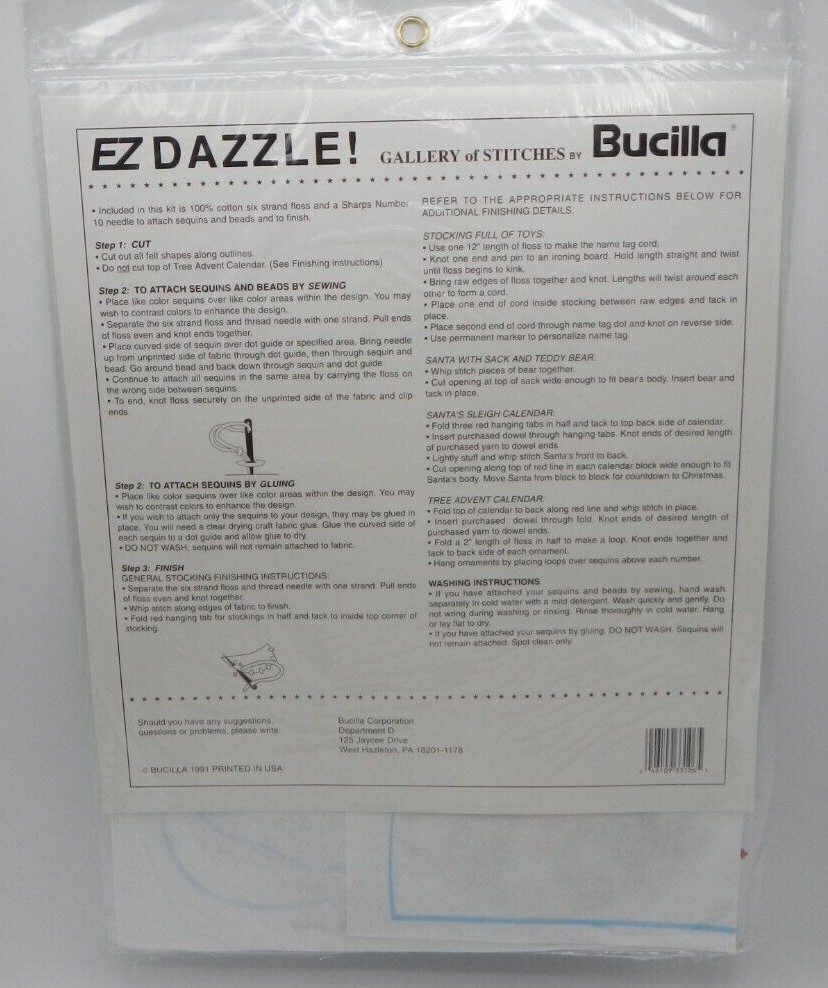 EZ DAZZLE! GALLERY of STITCHES BY Bucilla®
• Included in this kit is 100% cotton six strand floss and a Sharps Number
10 needle to attach sequins and beads and to finish.
Step 1: CUT
• Cut out all felt shapes along outlines.
• Do not cut top of Tree Advent Calendar. (See Finishing instructions)
Step 2: TO ATTACH SEQUINS AND BEADS BY SEWING
• Place like color sequins over like color areas within the design. You may
wish to contrast colors to enhance the design.
• Separate the six strand floss and thread needle with one strand. Pull ends
of floss even and knot ends together.
• Place curved side of sequin over dot guide or specified area. Bring needle
up from unprinted side of fabric through dot guide, then through sequin and
bead. Go around bead and back down through sequin and dot guide.
• Continue to attach all sequins in the same area by carrying the floss on
the wrong side between sequins.
• To end, knot floss securely on the unprinted side of the fabric and clip
ends.
Step 2: TO ATTACH SEQUINS BY GLUING
• Place like color sequins over like color areas within the design. You may
wish to contrast colors to enhance the design.
• If you wish to attach only the sequins to your design, they may be glued in
place. You will need a clear drying craft fabric glue. Glue the curved side of
each sequin to a dot guide and allow glue to dry.
• DO NOT WASH, sequins will not remain attached to fabric.
Step 3: FINISH
GENERAL STOCKING FINISHING INSTRUCTIONS:
• Separate the six strand floss and thread needle with one strand. Pull ends
of floss even and knot together.
• Whip stitch along edges of fabric to finish.
• Fold red hanging tab for stockings in half and tack to inside top corner of
stocking.
REFER TO THE APPROPRIATE INSTRUCTIONS BELOW FOR
ADDITIONAL FINISHING DETAILS.
STOCKING FULL OF TOYS:
• Use one 12" length of floss to make the name tag cord.
• Knot one end and pin to an ironing board. Hold length straight and twist
until floss begins to kink.
• Bring raw edges of floss together and knot. Lengths will twist around each
other to form a cord.
• Place one end of cord inside stocking between raw edges and tack in
place.
• Place second end of cord through name tag dot and knot on reverse side.
• Use permanent marker to personalize name tag.
SANTA WITH SACK AND TEDDY BEAR:
• Whip stitch pieces of bear together.
• Cut opening at top of sack wide enough to fit bear's body. Insert bear and
tack in place.
SANTA'S SLEIGH CALENDAR:
• Fold three red hanging tabs in half and tack to top back side of calendar.
• Insert purchased dowel through hanging tabs. Knot ends of desired length
of purchased yarn to dowel ends.
• Lightly stuff and whip stitch Santa's front to back.
• Cut opening along top of red line in each calendar block wide enough to fit
Santa's body. Move Santa from block to block for countdown to Christmas.
TREE ADVENT CALENDAR:
• Fold top of calendar to back along red line and whip stitch in place.
• Insert purchased dowel through fold. Knot ends of desired length of
purchased yarn to dowel ends.
• Fold a 2" length of floss in half to make a loop. Knot ends together and
tack to back side of each ornament.
• Hang ornaments by placing loops over sequins above each number.
WASHING INSTRUCTIONS
• If you have attached your sequins and beads by sewing, hand wash
separately in cold water with a mild detergent. Wash quickly and gently. Do
not wring during washing or rinsing. Rinse thoroughly in cold water. Hang
or lay flat to dry.
• If you have attached your sequins by gluing, DO NOT WASH. Sequins will
not remain attached. Spot clean only.
Should you have any suggestions,
questions or problems, please write:
Bucilla Corporation
Department D
125 Jaycee Drive
West Hazleton, PA 18201-1178
© BUCILLA 1991 PRINTED IN USA